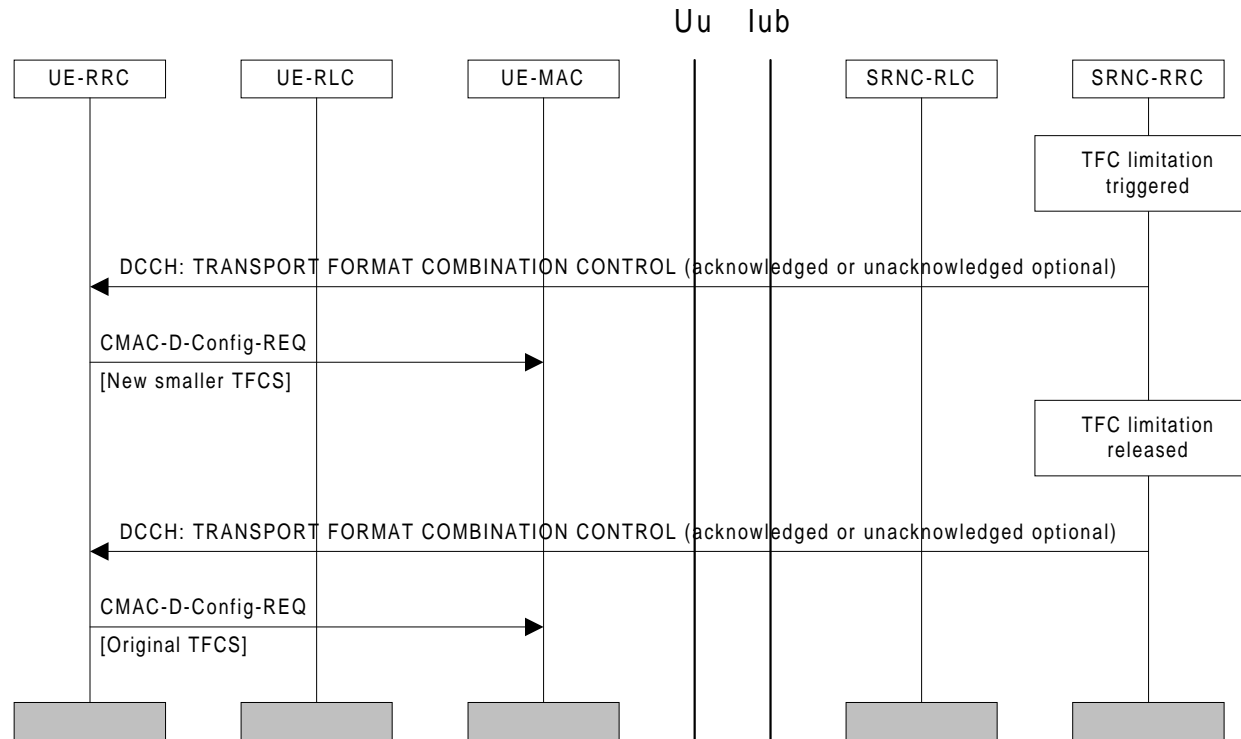 Uu Iub
UE-RRC UE-RLC UE-MAC SRNC-RLC SRNC-RRC
TFC limitation
triggered
DCCH: TRANSPORT FORMAT COMBINATION CONTROL (acknowledged or unacknowledged optional)
CMAC-D-Config-REQ
[New smaller TFCS]
TFC limitation
released
DCCH: TRANSPORT FORMAT COMBINATION CONTROL (acknowledged or unacknowledged optional)
CMAC-D-Config-REQ
[Original TFCS]